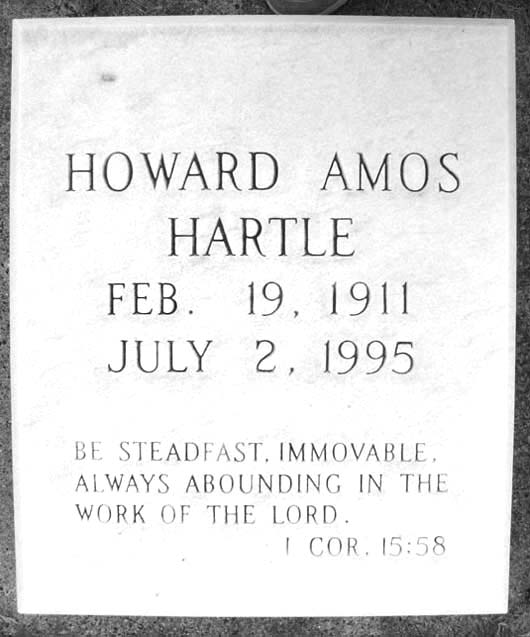 HOWARD AMOS
HARTLE
FEB. 19, 1911
JULY 2, 1995
BE STEADFAST, IMMOVABLE,
ALWAYS ABOUNDING IN THE
WORK OF THE LORD.
I COR. 15:58